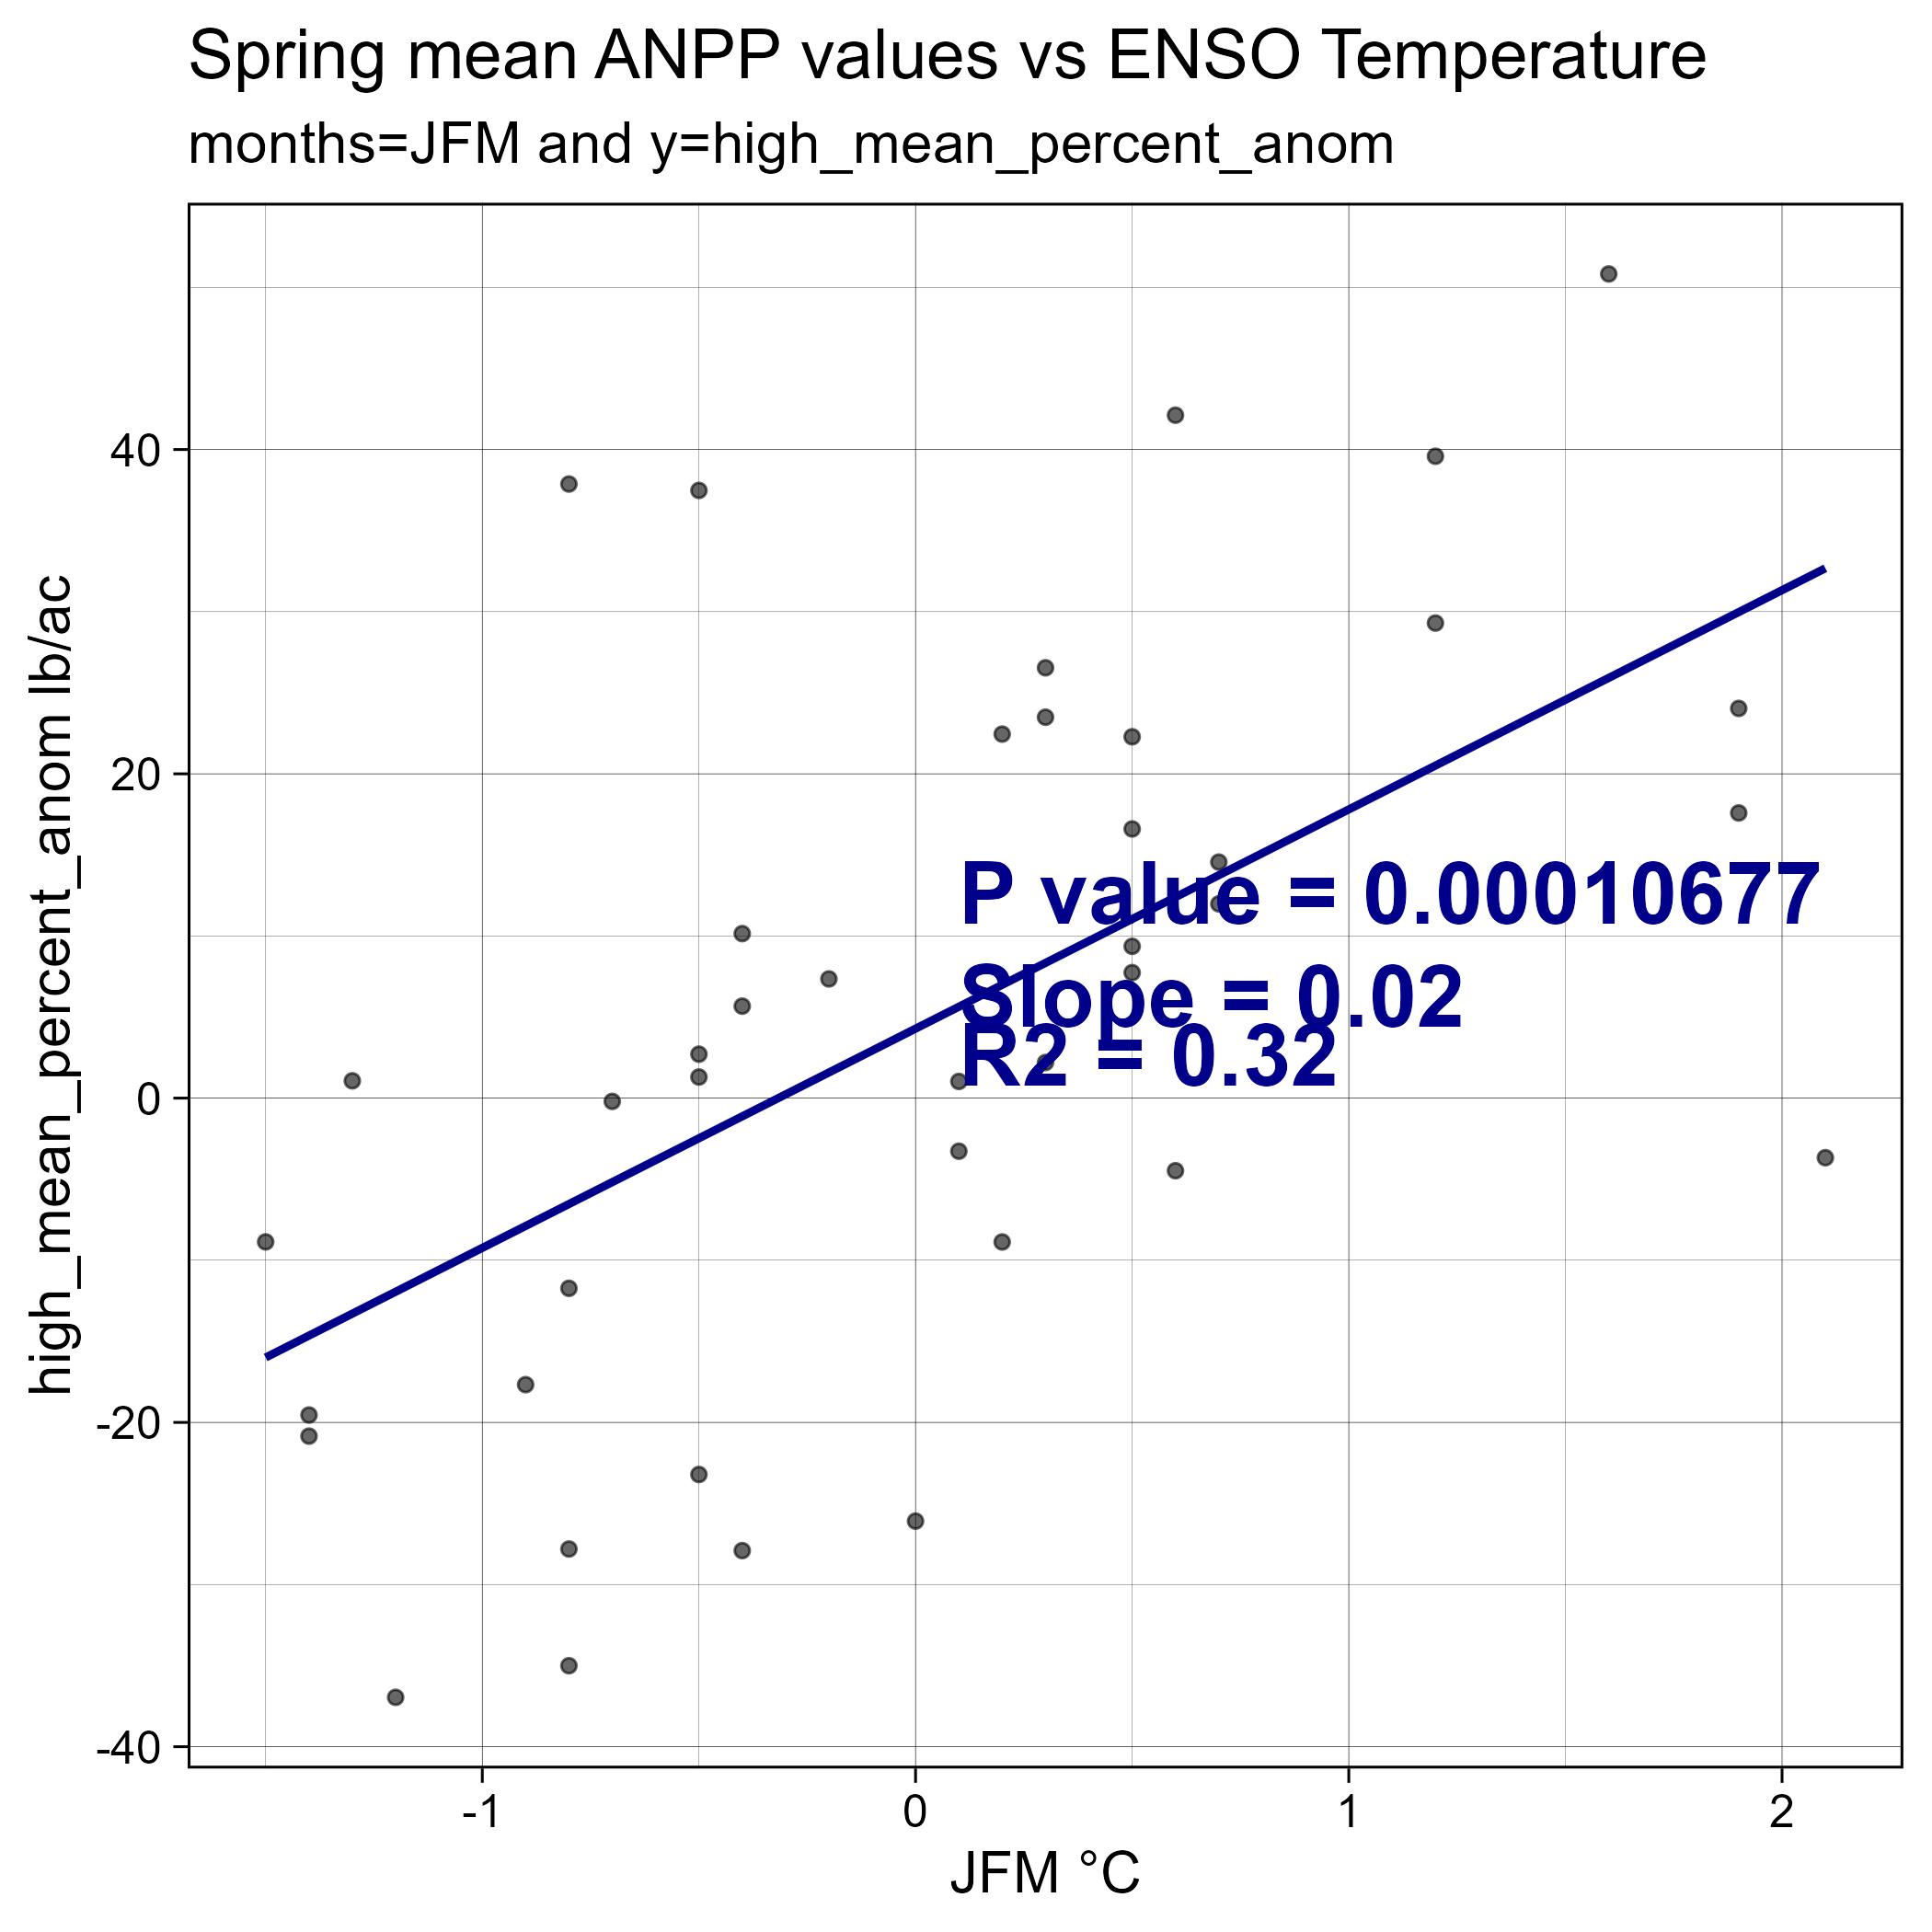 Spring mean ANPP values vs ENSO Temperature
months=JFM and y=high_mean_percent_anom
high_mean_percent_anom lb/ac
40
20
0
-20
-40
P value = 0.00010677
Slope = 0.02
R2 = 0.32
-1
0
1
2
JFM °C